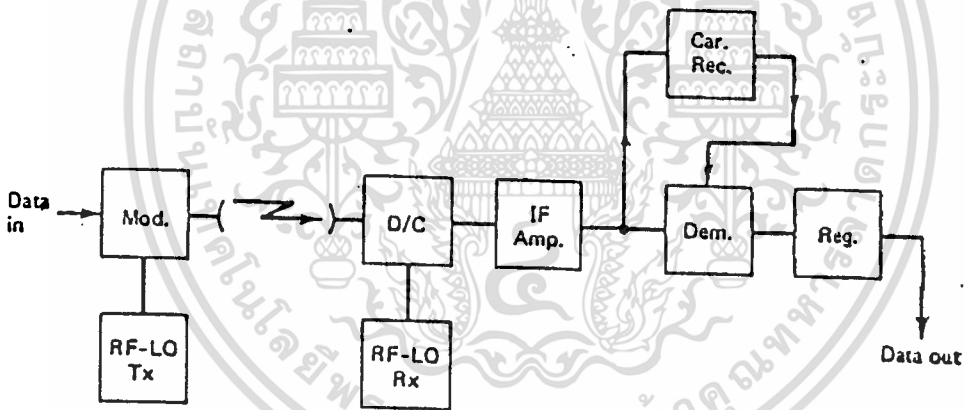 Car.
Rec.
Data
in
Mod.
D/C
IF
Amp.
Dem.
Reg.
RF-LO
Tx
RF-LO
Rx
Data out